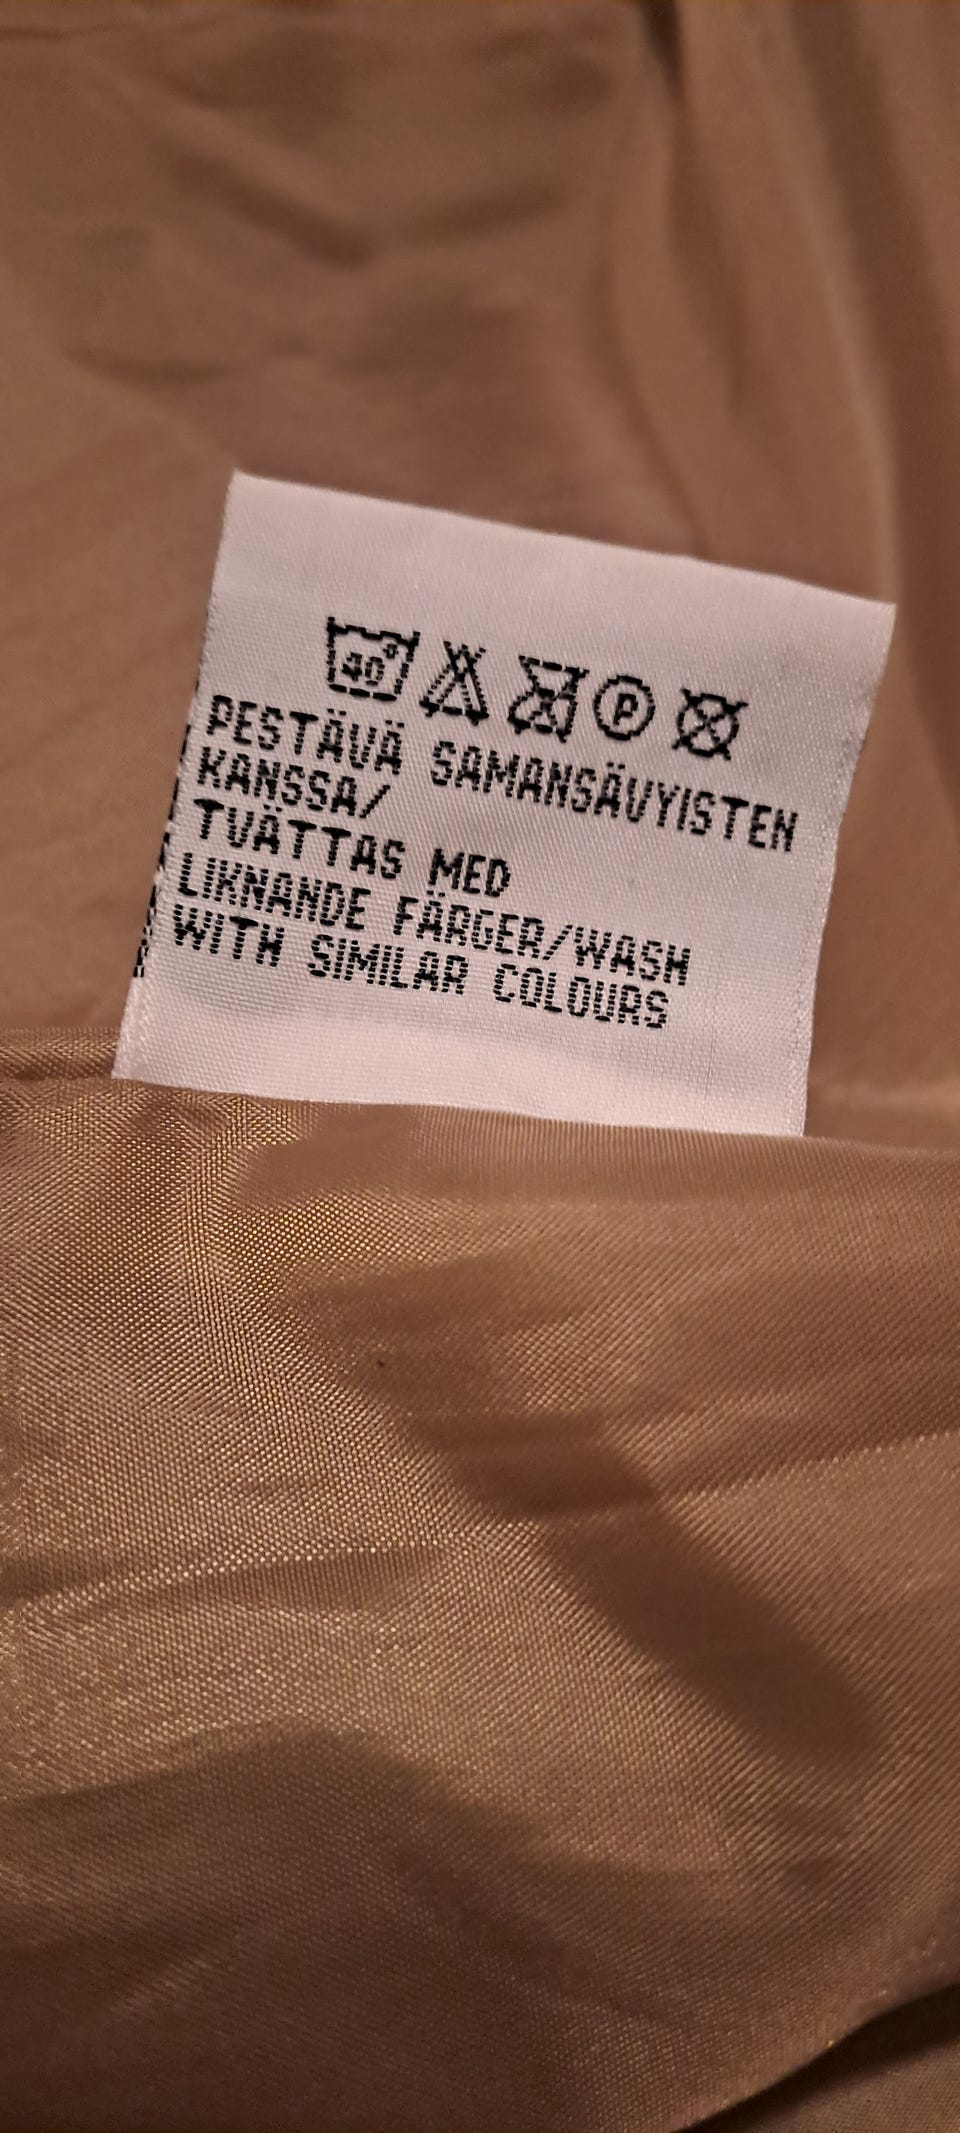 40°
P
PESTÄVÄ SAMANSÄVYISTEN
KANSSA/
TVÄTTAS MED
LIKNANDE FÄRGER/WASH
WITH SIMILAR COLOURS